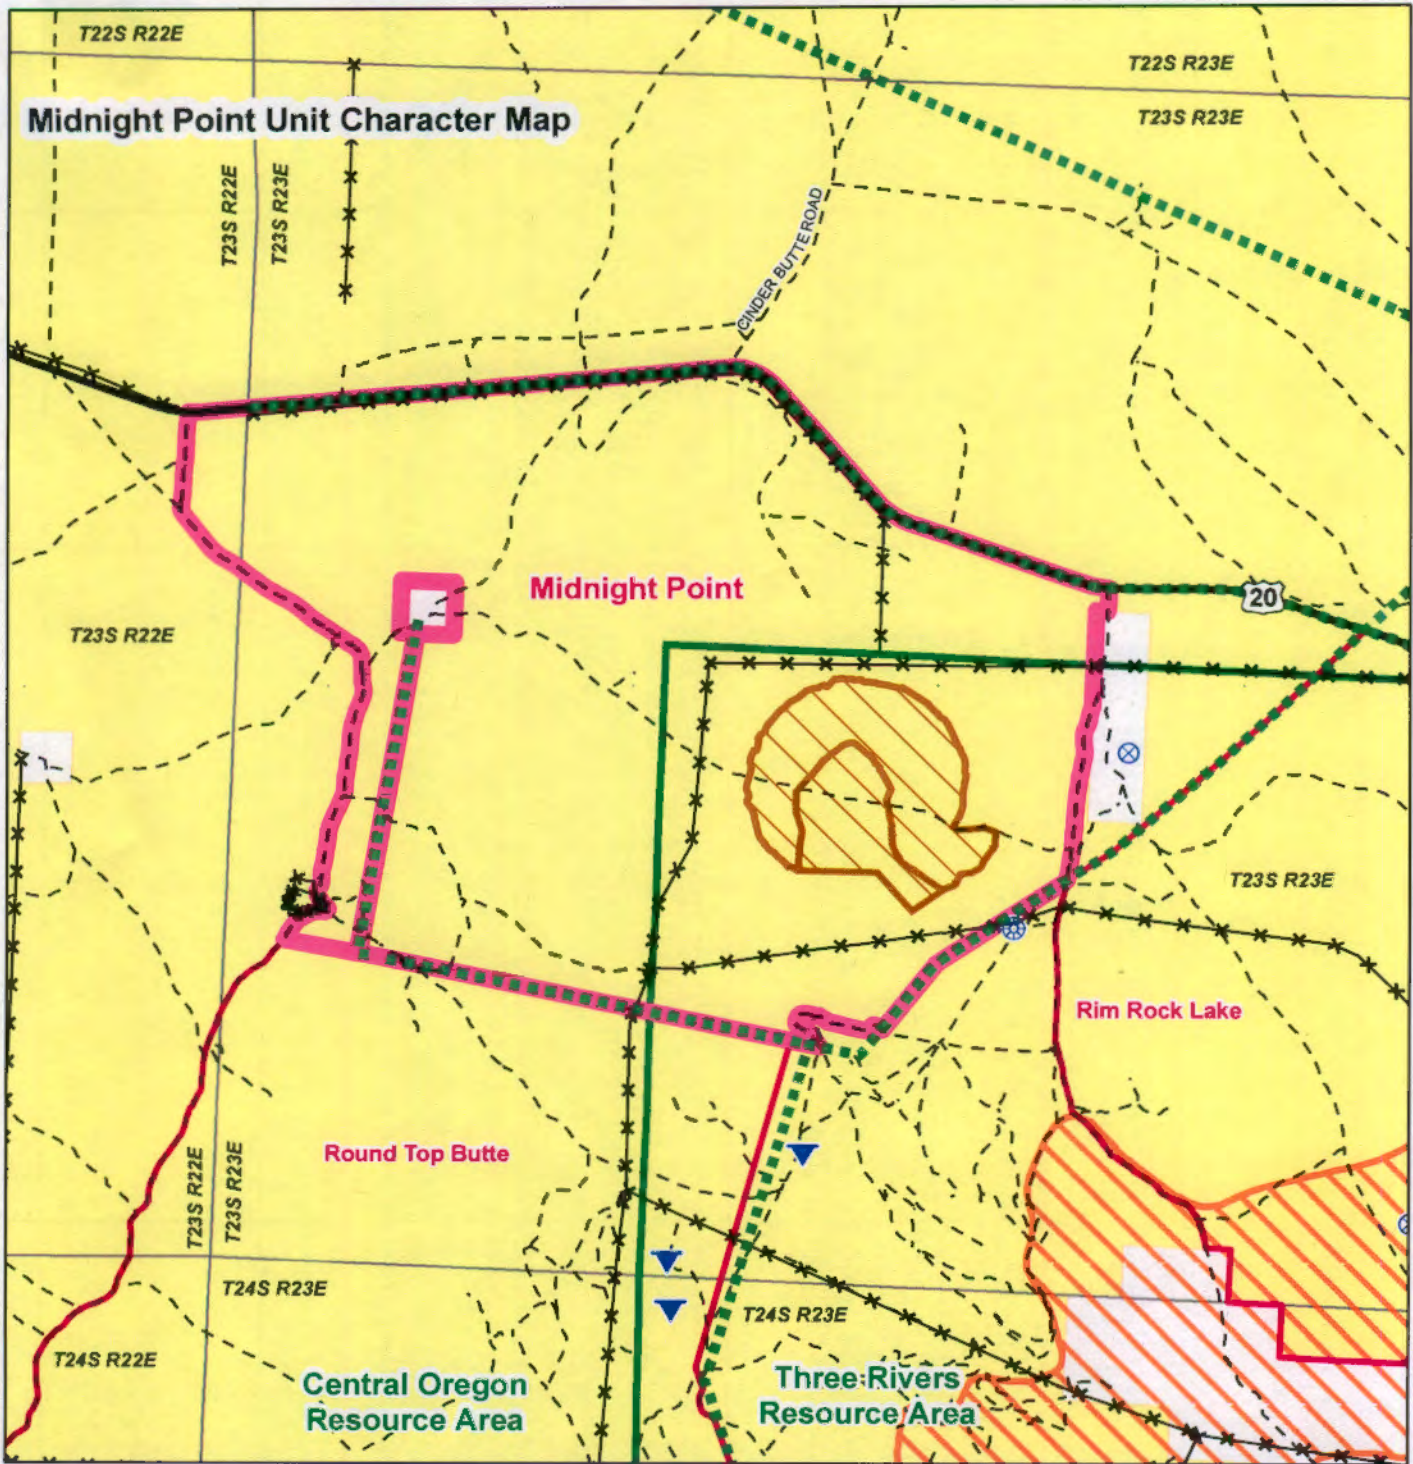 T22S R22E
T22S R23E
T23S R23E
Midnight Point Unit Character Map
T23S R22E
T23S R23E
CINDER BUTTE ROAD
Midnight Point
20
T23S R22E
T23S R23E
Rim Rock Lake
Round Top Butte
T23S R22E
T23S R23E
T24S R23E
T24S R23E
T24S R22E
Central Oregon
Resource Area
Three Rivers
Resource Area